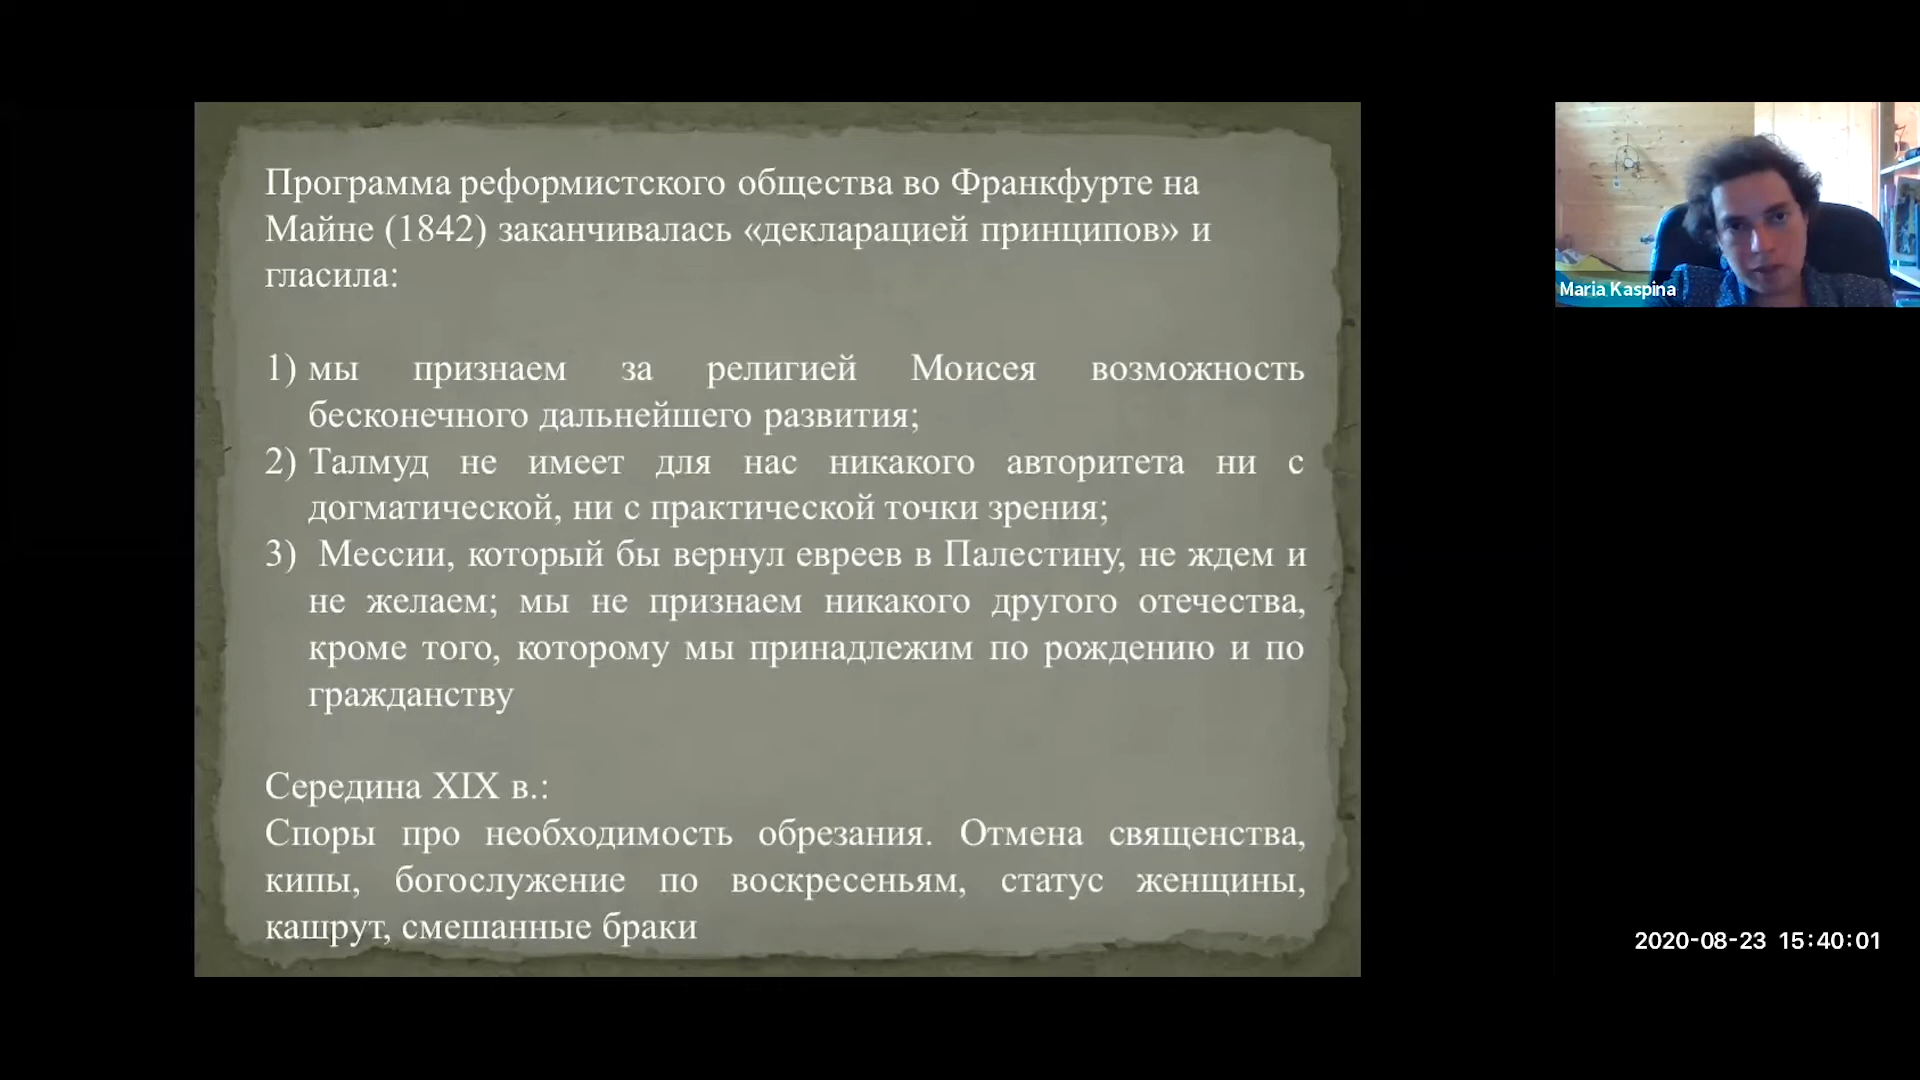 Программа реформистского общества во Франкфурте на
Майне (1842) заканчивалась «декларацией принципов» и
гласила:
1) мы признаем за религией Моисея возможность
бесконечного дальнейшего развития;
2) Талмуд не имеет для нас никакого авторитета ни с
догматической, ни с практической точки зрения;
3) Мессии, который бы вернул евреев в Палестину, не ждем и
не желаем; мы не признаем никакого другого отечества,
кроме того, которому мы принадлежим по рождению и по
гражданству
Середина XIX в.:
Споры про необходимость обрезания. Отмена священства,
кипы, богослужение по воскресеньям, статус женщины,
кашрут, смешанные браки
Maria Kaspina
2020-08-23 15:40:01